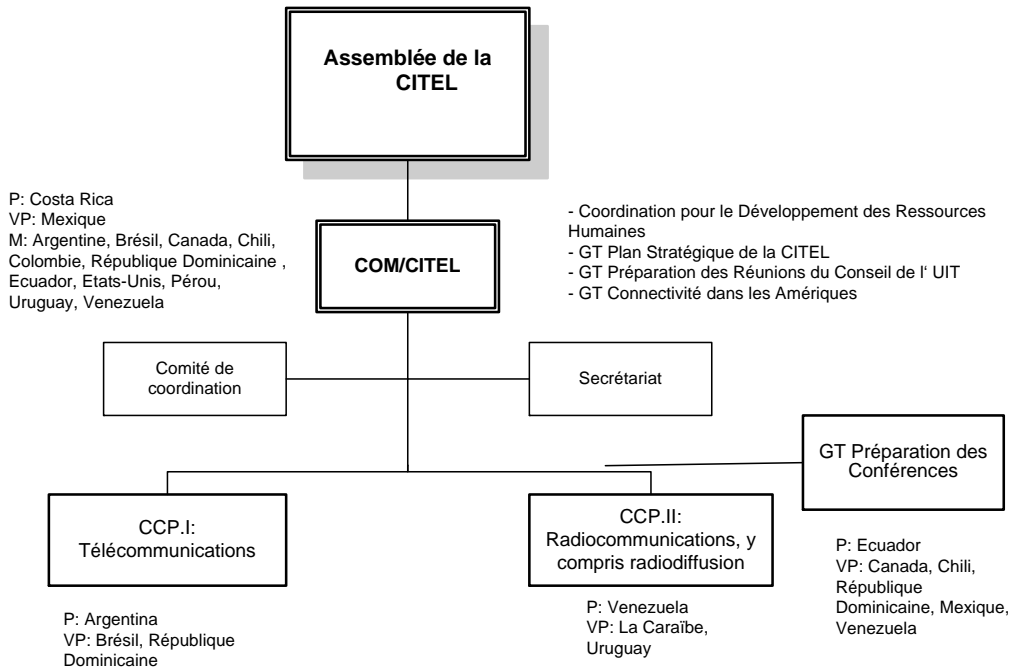 Assemblée de la
CITEL
P: Costa Rica
VP: Mexique
M: Argentine, Brésil, Canada, Chili,
Colombie, République Dominicaine ,
Ecuador, Etats-Unis, Pérou,
Uruguay, Venezuela
COM/CITEL
- Coordination pour le Développement des Ressources
Humaines
- GT Plan Stratégique de la CITEL
- GT Préparation des Réunions du Conseil de l‘ UIT
- GT Connectivité dans les Amériques
Comité de
coordination
Secrétariat
GT Préparation des
Conférences
CCP.I:
Télécommunications
CCP.II:
Radiocommunications, y
compris radiodiffusion
P: Ecuador
VP: Canada, Chili,
République
Dominicaine, Mexique,
Venezuela
P: Argentina
VP: Brésil, République
Dominicaine
P: Venezuela
VP: La Caraïbe,
Uruguay